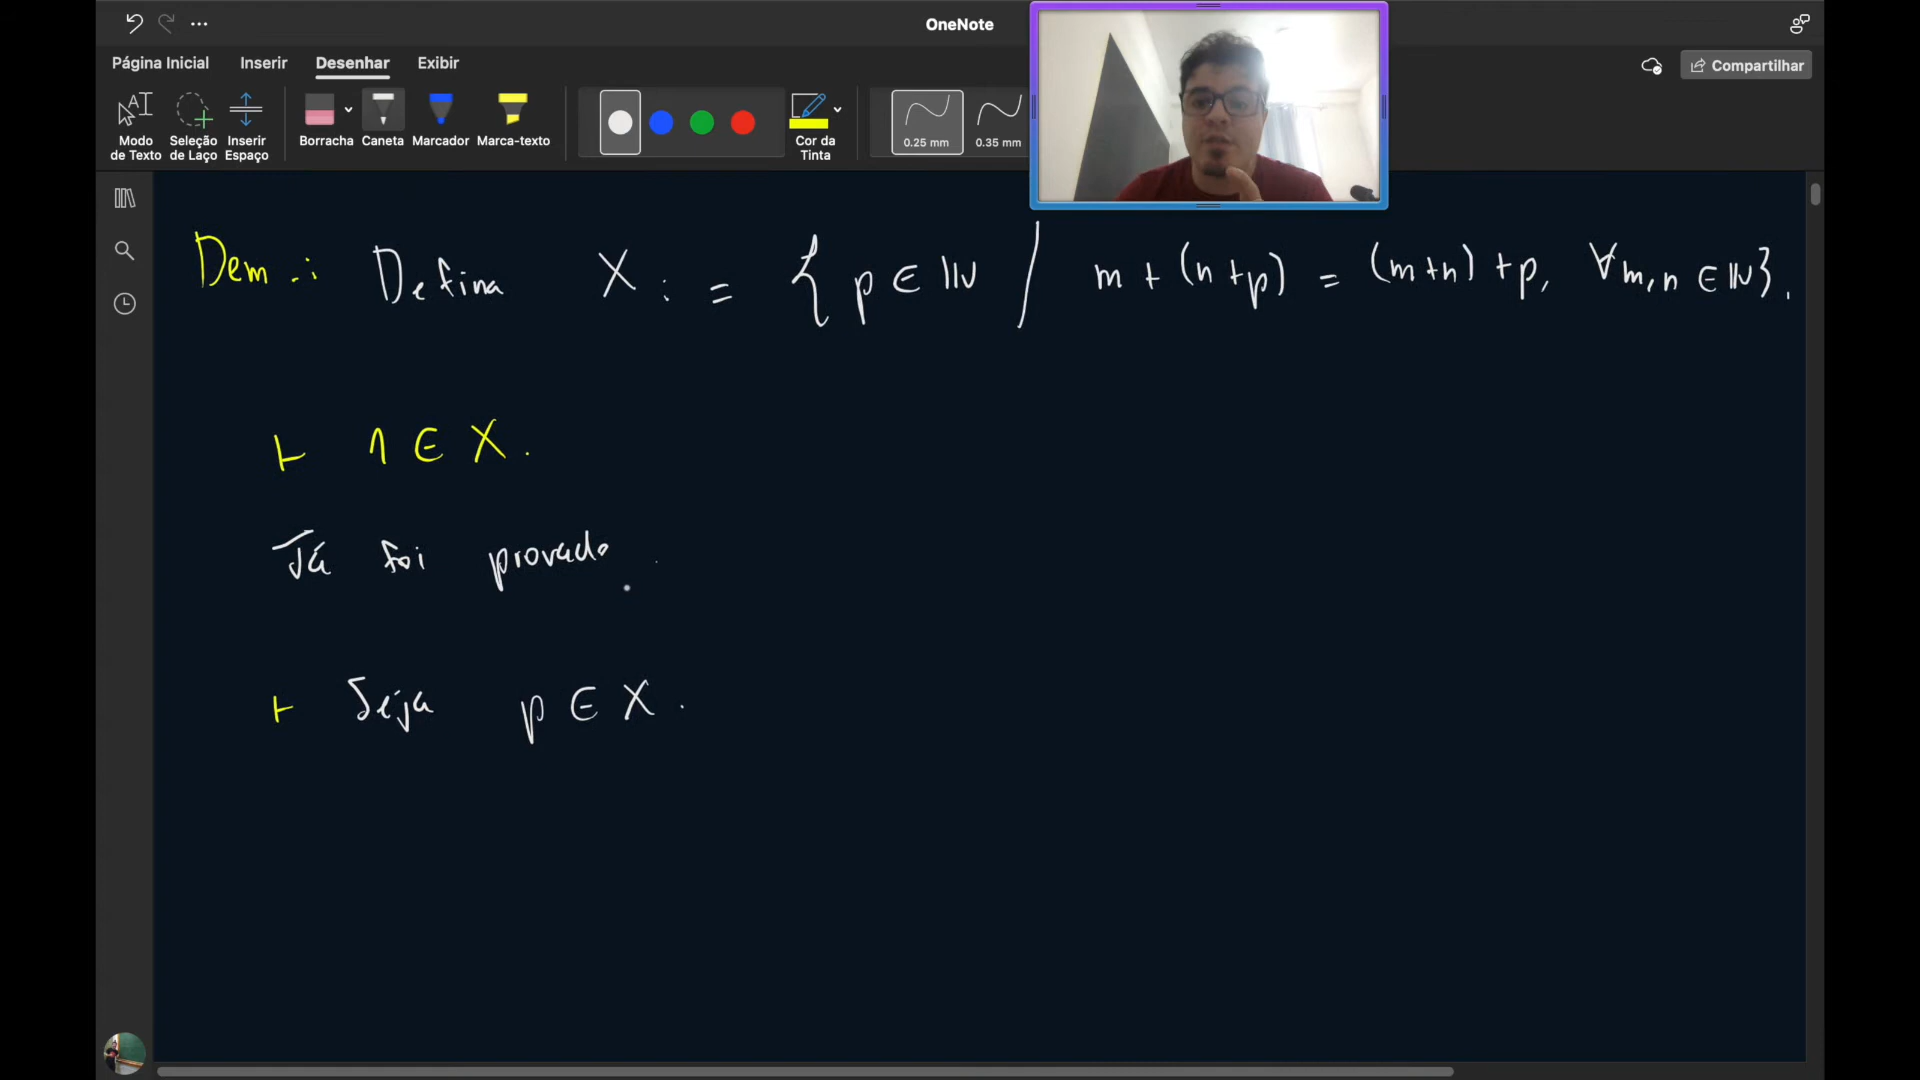 OneNote
Página Inicial Inserir Desenhar Exibir
Compartilhar
Modo de Texto
Seleção de Laço
Inserir Espaço
Borracha
Caneta
Marcador
Marca-texto
Cor da Tinta
0.25 mm
0.35 mm
Dem .: Defina X := { p ∈ ℕ / m + (n + p) = (m + n) + p, ∀ m, n ∈ ℕ }.
⊢ 1 ∈ X.
Já foi provado.
⊢ Seja p ∈ X.